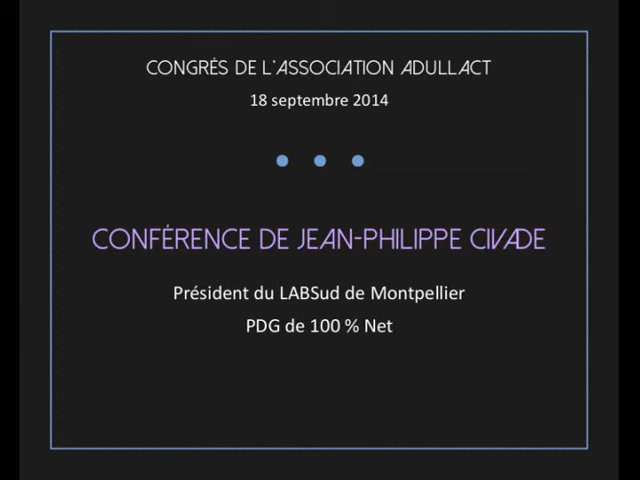 CONGRÈS DE L'ASSOCIATION ADULLACT
18 septembre 2014
CONFÉRENCE DE JEAN-PHILIPPE CIVADE
Président du LABSud de Montpellier
PDG de 100 % Net